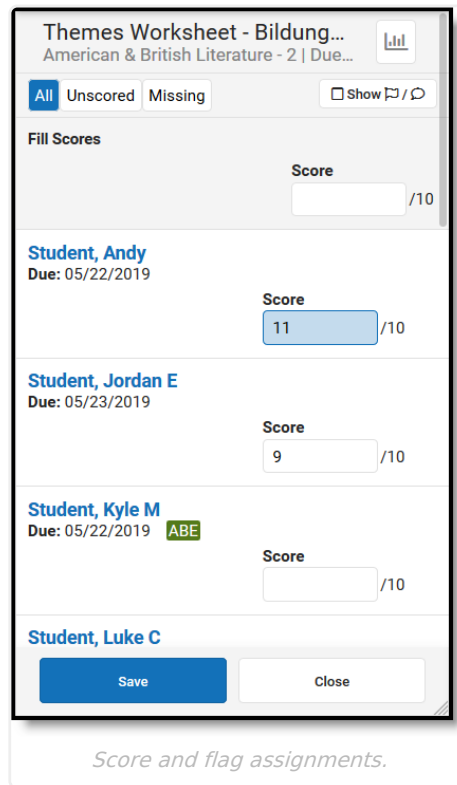 Themes Worksheet - Bildung...
American & British Literature - 2 | Due...
All Unscored Missing Show /
Fill Scores
Score
/10
Student, Andy
Due: 05/22/2019
Score
11 /10
Student, Jordan E
Due: 05/23/2019
Score
9 /10
Student, Kyle M
Due: 05/22/2019 ABE
Score
/10
Student, Luke C
Save Close
Score and flag assignments.